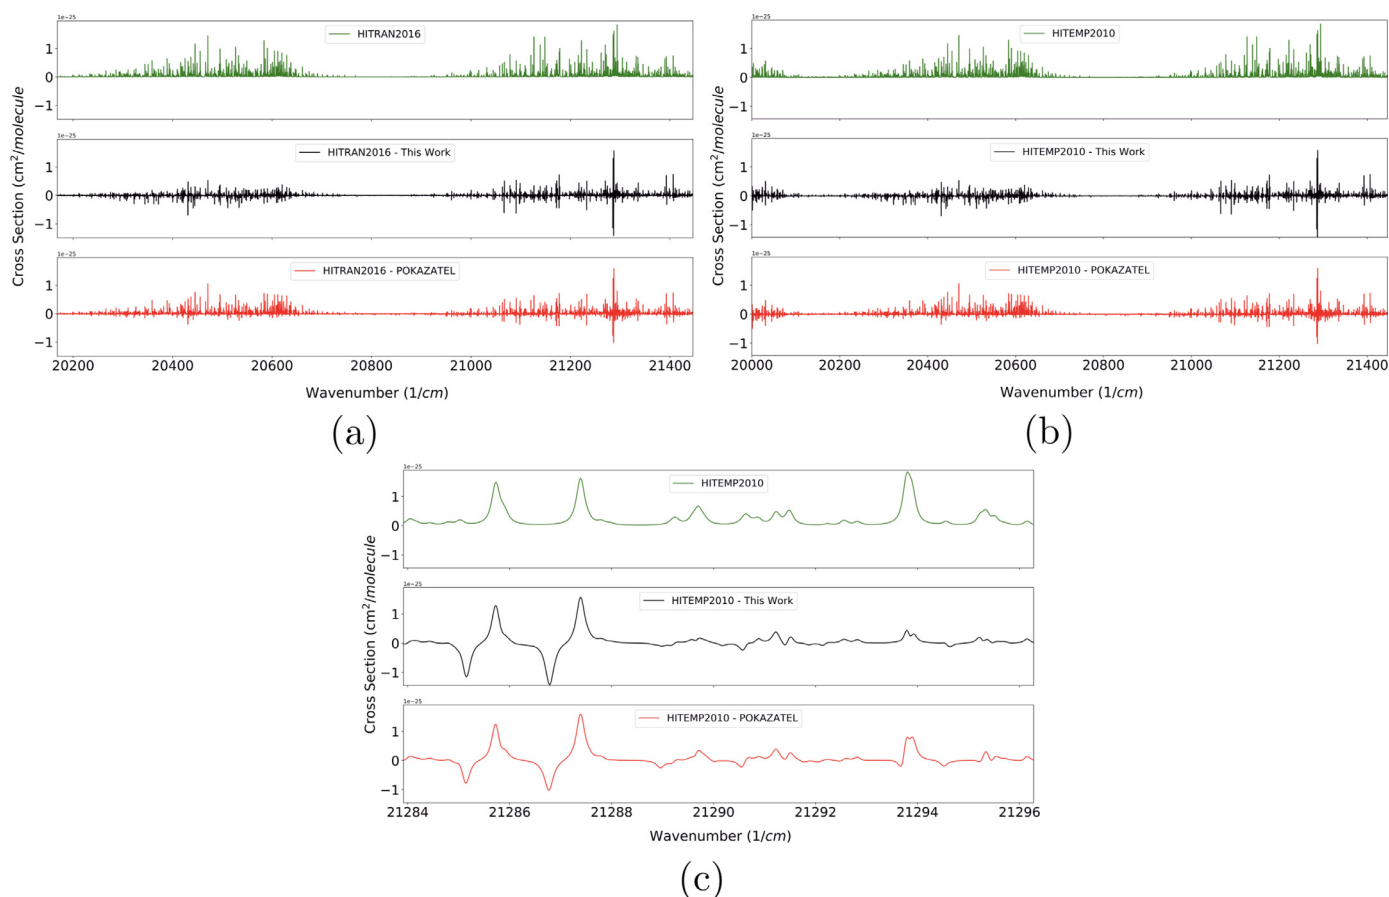 1e-25
HITRAN2016
1
0
−1
1e-25
HITRAN2016 - This Work
1
0
−1
1e-25
HITRAN2016 - POKAZATEL
1
0
−1
Cross Section (cm²/molecule
20200 20400 20600 20800 21000 21200 21400
Wavenumber (1/cm)
(a)
1e-25
HITEMP2010
1
0
−1
1e-25
HITEMP2010 - This Work
1
0
−1
1e-25
HITEMP2010 - POKAZATEL
1
0
−1
Cross Section (cm²/molecule
20000 20200 20400 20600 20800 21000 21200 21400
Wavenumber (1/cm)
(b)
1e-25
HITEMP2010
1
0
−1
1e-25
HITEMP2010 - This Work
1
0
−1
1e-25
HITEMP2010 - POKAZATEL
1
0
−1
Cross Section (cm²/molecule
21284 21286 21288 21290 21292 21294 21296
Wavenumber (1/cm)
(c)